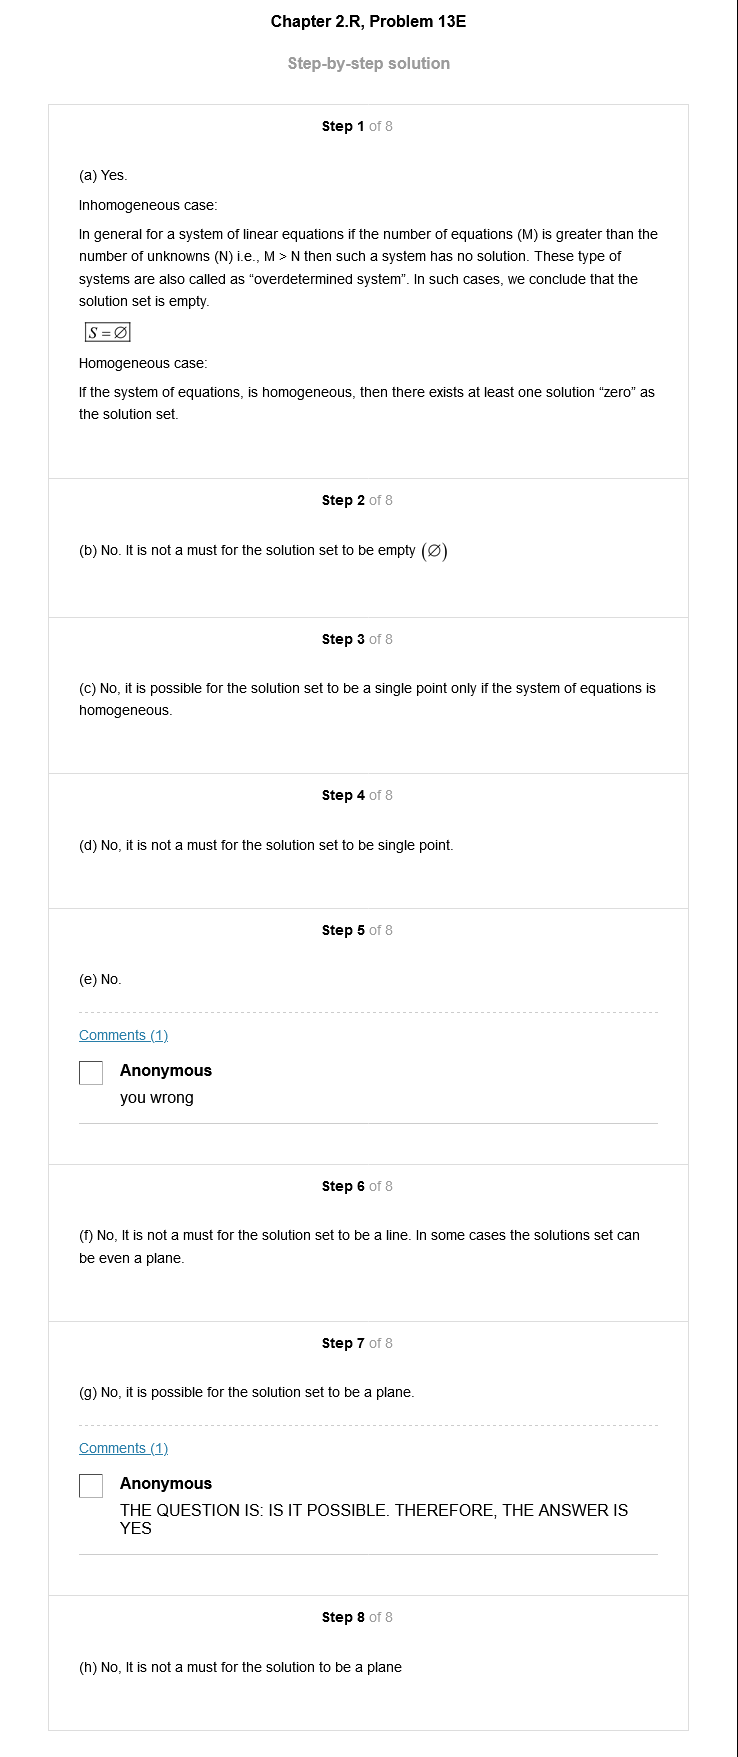 Chapter 2.R, Problem 13E
Step-by-step solution
Step 1 of 8
(a) Yes.
Inhomogeneous case:
In general for a system of linear equations if the number of equations (M) is greater than the
number of unknowns (N) i.e., M > N then such a system has no solution. These type of
systems are also called as “overdetermined system”. In such cases, we conclude that the
solution set is empty.
S = ∅
Homogeneous case:
If the system of equations, is homogeneous, then there exists at least one solution “zero” as
the solution set.
Step 2 of 8
(b) No. It is not a must for the solution set to be empty (∅)
Step 3 of 8
(c) No, it is possible for the solution set to be a single point only if the system of equations is
homogeneous.
Step 4 of 8
(d) No, it is not a must for the solution set to be single point.
Step 5 of 8
(e) No.
Comments (1)
Anonymous
you wrong
Step 6 of 8
(f) No, It is not a must for the solution set to be a line. In some cases the solutions set can
be even a plane.
Step 7 of 8
(g) No, it is possible for the solution set to be a plane.
Comments (1)
Anonymous
THE QUESTION IS: IS IT POSSIBLE. THEREFORE, THE ANSWER IS
YES
Step 8 of 8
(h) No, It is not a must for the solution to be a plane